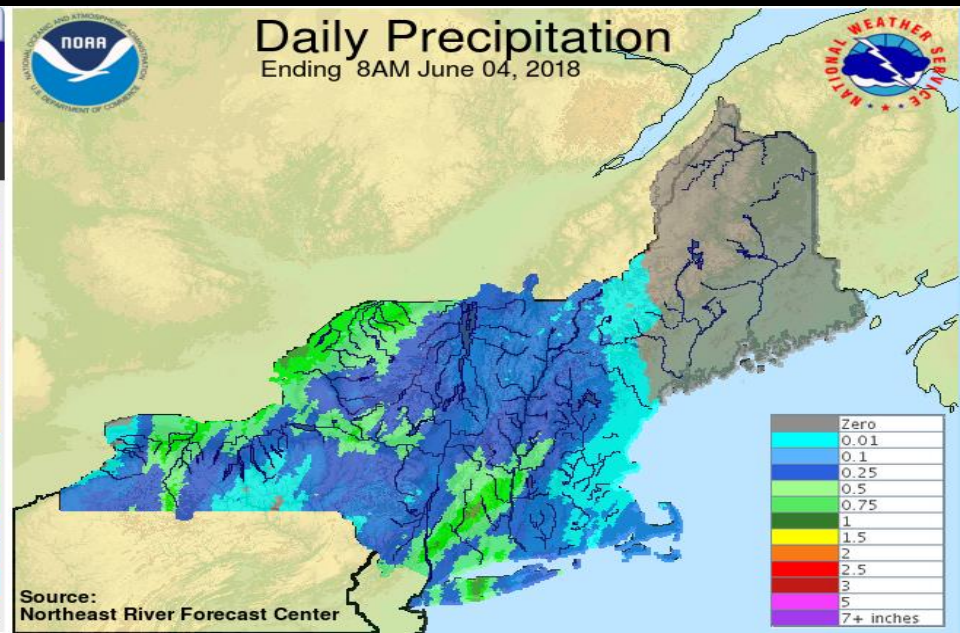 Daily Precipitation
Ending 8AM June 04, 2018
NOAA
NATIONAL OCEANIC AND ATMOSPHERIC ADMINISTRATION
U.S. DEPARTMENT OF COMMERCE
NATIONAL WEATHER SERVICE
Zero
0.01
0.1
0.25
0.5
0.75
1
1.5
2
2.5
3
5
7+ inches
Source:
Northeast River Forecast Center